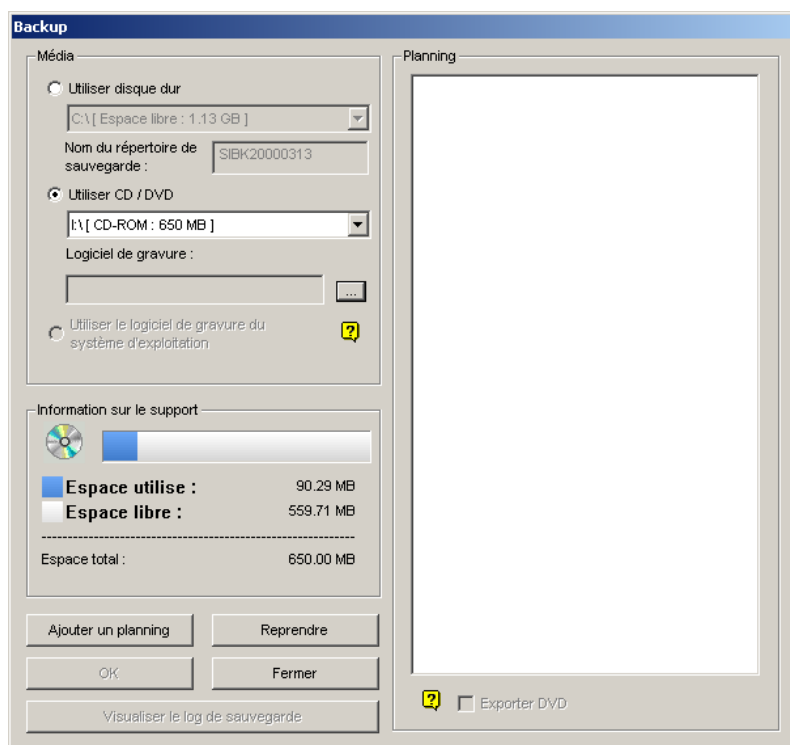 Backup
Média
Utiliser disque dur
C:\ [ Espace libre : 1.13 GB ]
Nom du répertoire de
sauvegarde :
SIBK20000313
Utiliser CD / DVD
I:\ [ CD-ROM : 650 MB ]
Logiciel de gravure :
...
Utiliser le logiciel de gravure du
système d'exploitation
?
Information sur le support
Espace utilise :
90.29 MB
Espace libre :
559.71 MB
Espace total :
650.00 MB
Ajouter un planning
Reprendre
OK
Fermer
Visualiser le log de sauvegarde
Planning
?
Exporter DVD